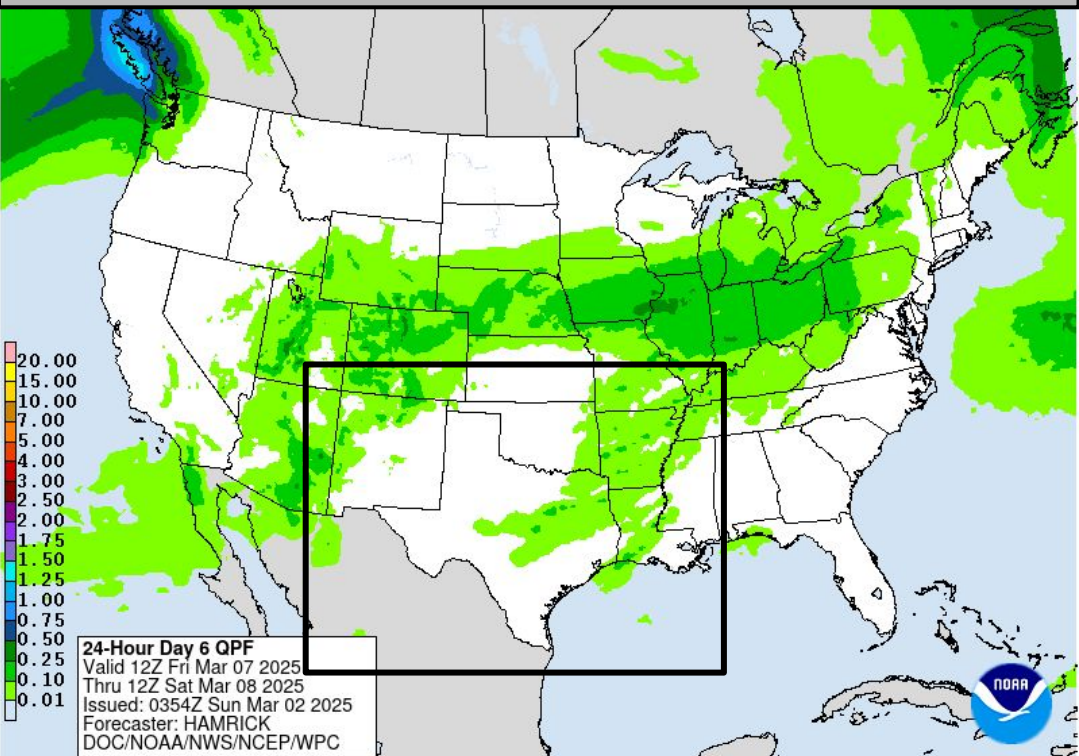 20.00
15.00
10.00
7.00
5.00
4.00
3.00
2.50
2.00
1.75
1.50
1.25
1.00
0.75
0.50
0.25
0.10
0.01
24-Hour Day 6 QPF
Valid 12Z Fri Mar 07 2025
Thru 12Z Sat Mar 08 2025
Issued: 0354Z Sun Mar 02 2025
Forecaster: HAMRICK
DOC/NOAA/NWS/NCEP/WPC
NOAA